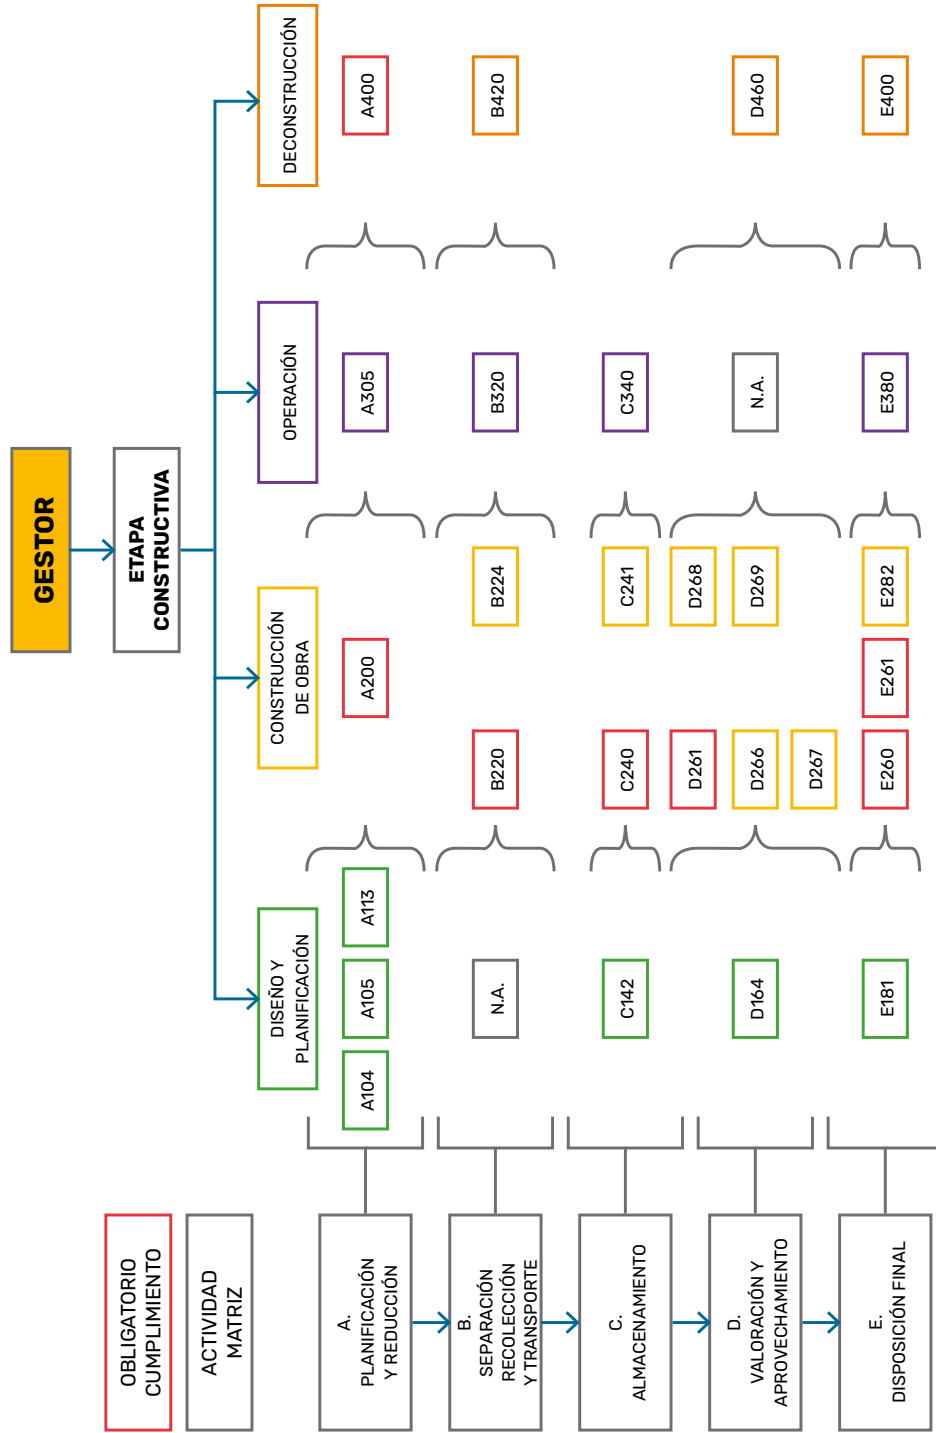 GESTOR
ETAPA
CONSTRUCTIVA
OBLIGATORIO
CUMPLIMIENTO
ACTIVIDAD
MATRIZ
DISEÑO Y
PLANIFICACIÓN
CONSTRUCCIÓN
DE OBRA
OPERACIÓN
DECONSTRUCCIÓN
A.
PLANIFICACIÓN
Y REDUCCIÓN
A104
A105
A113
A200
A305
A400
B.
SEPARACIÓN
RECOLECCIÓN
Y TRANSPORTE
N.A.
B220
B224
B320
B420
C.
ALMACENAMIENTO
C142
C240
C241
C340
D.
VALORACIÓN Y
APROVECHAMIENTO
D164
D261
D266
D267
D268
D269
N.A.
D460
E.
DISPOSICIÓN FINAL
E181
E260
E261
E282
E380
E400